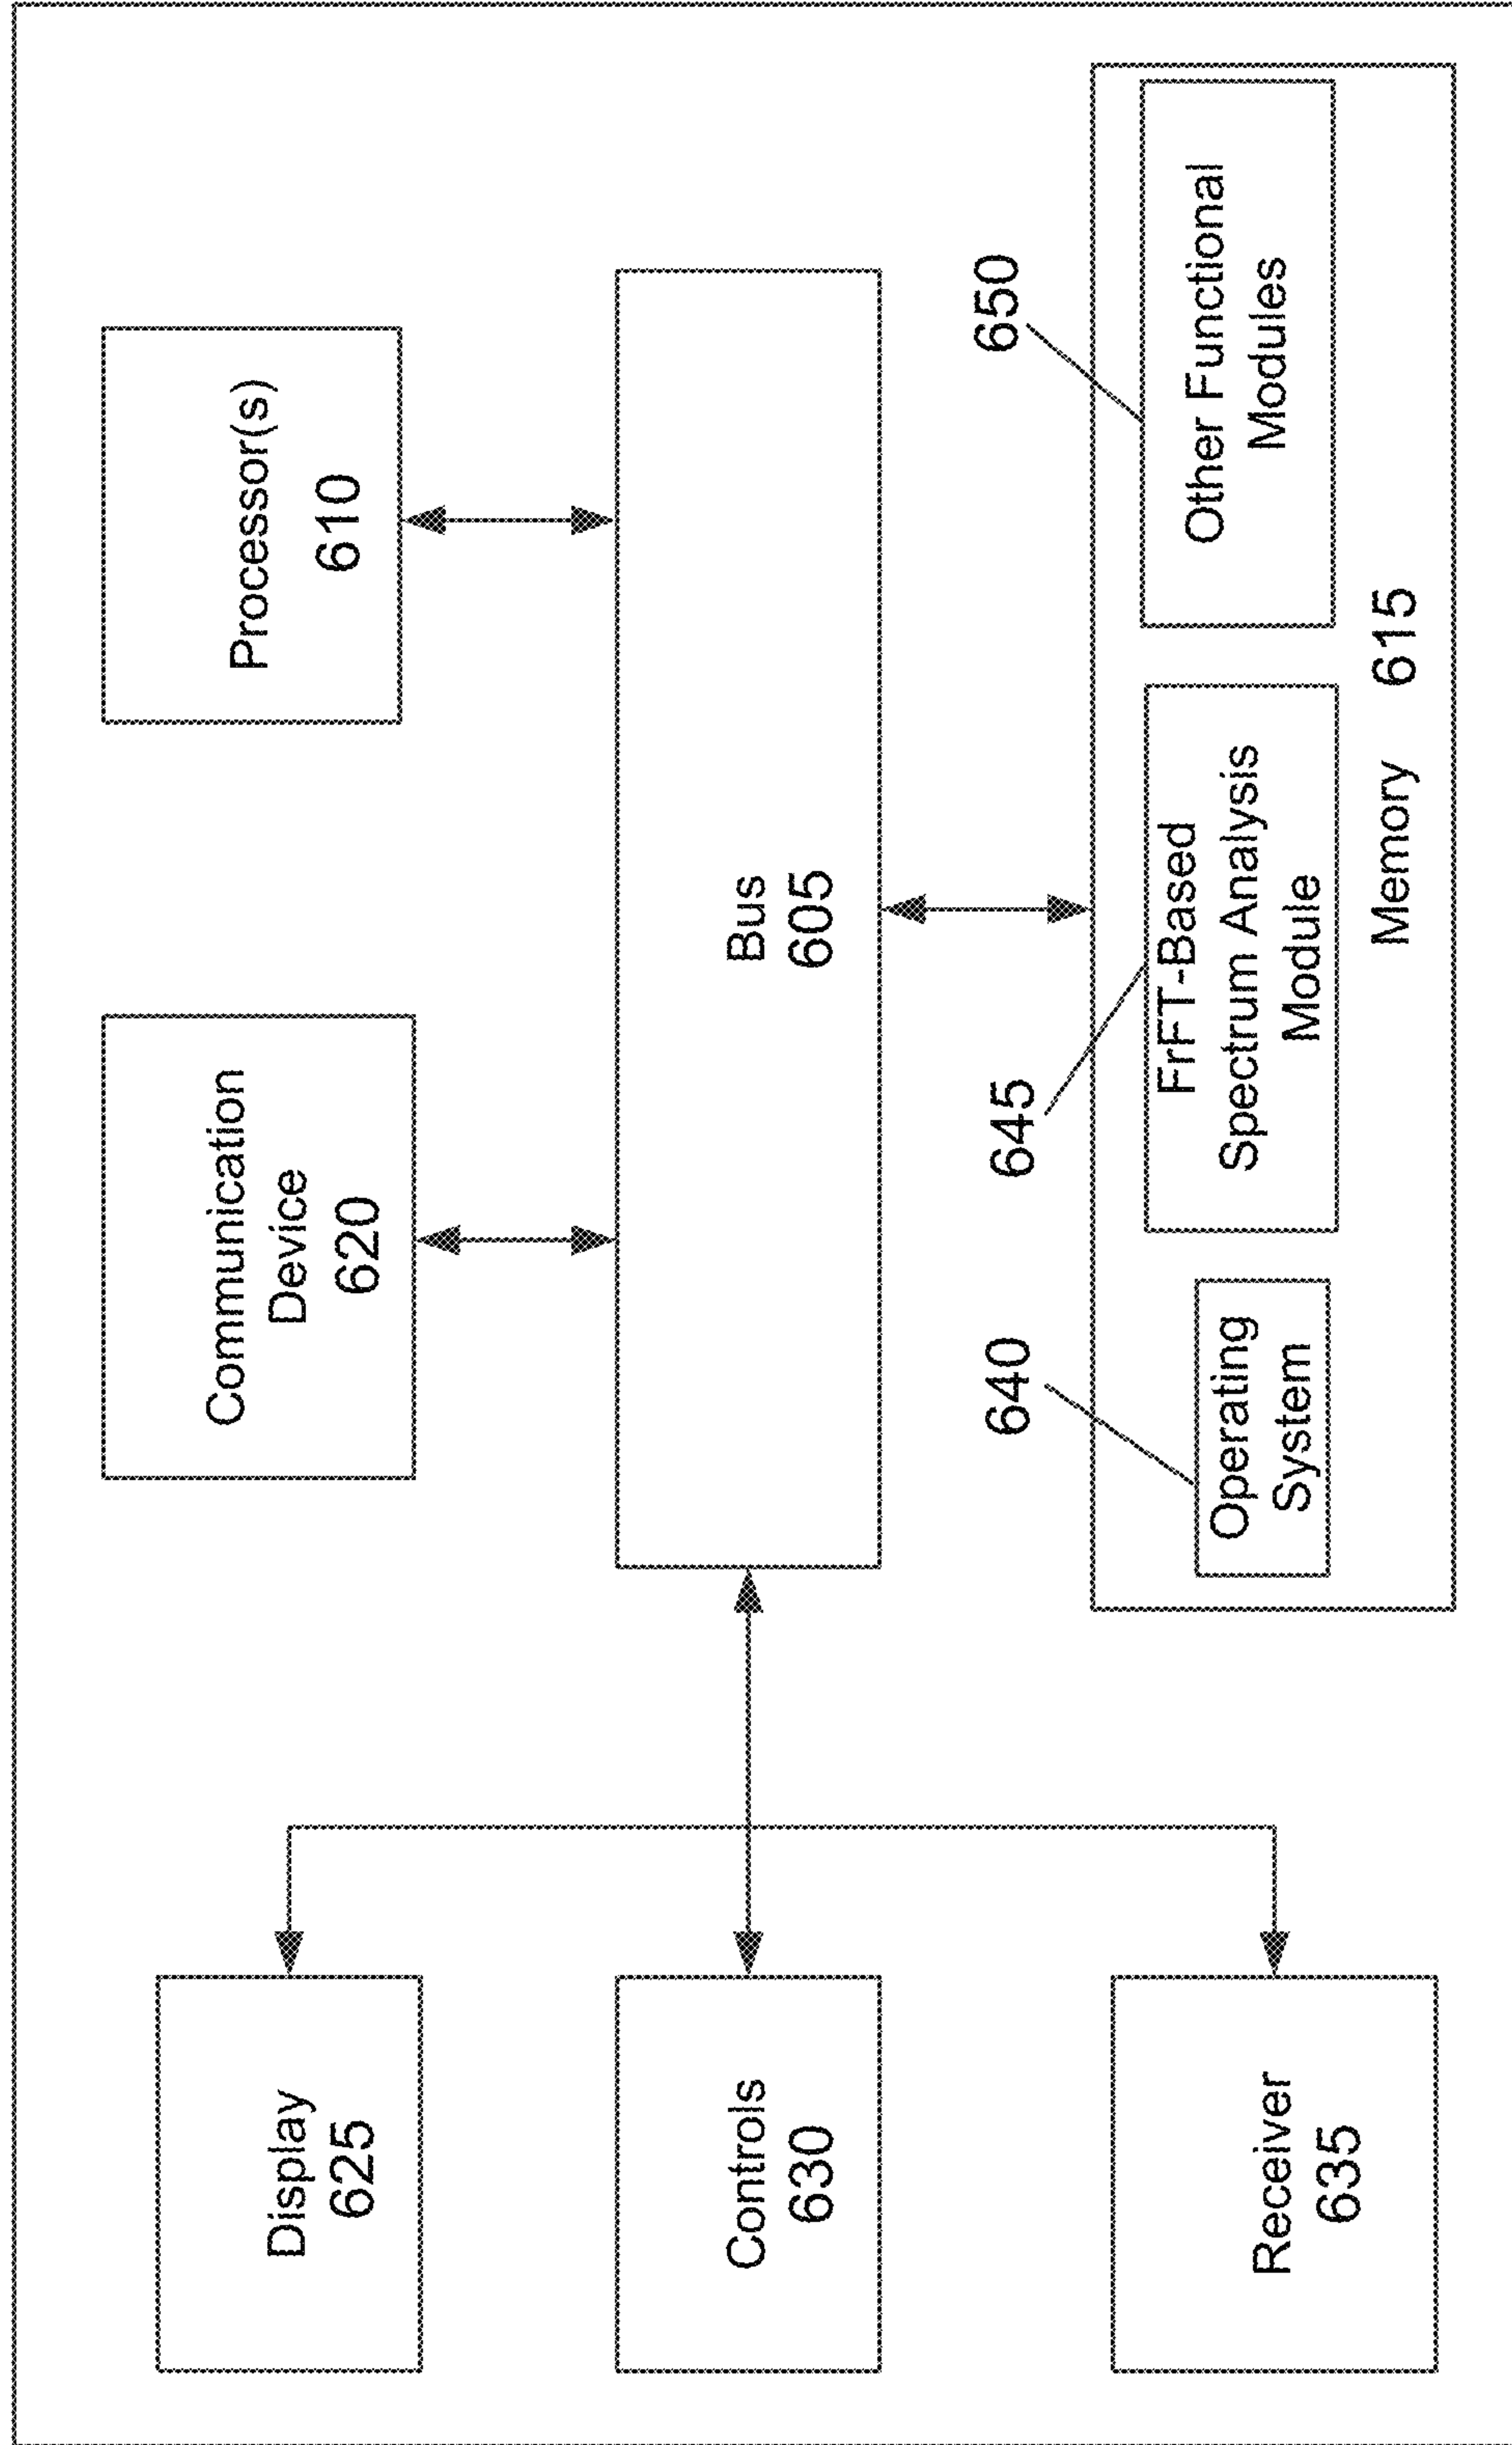 Communication
Device
620
Processor(s)
610
Display
625
Controls
630
Bus
605
Receiver
635
640
645
650
Operating
System
FrFT-Based
Spectrum Analysis
Module
Other Functional
Modules
Memory 615